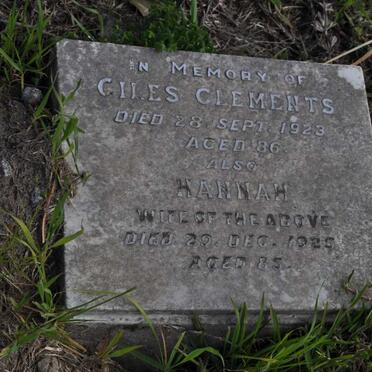 IN MEMORY OF
GILES CLEMENTS
DIED 28 SEPT. 1923
AGED 86
ALSO
HANNAH
WIFE OF THE ABOVE
DIED 29. DEC. 1925
AGED 85.